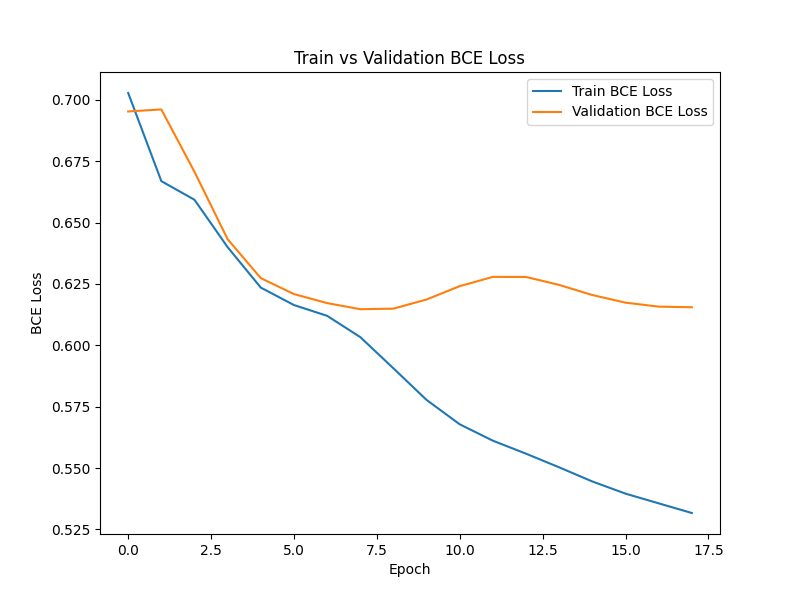 Train vs Validation BCE Loss
Train BCE Loss
Validation BCE Loss
BCE Loss
0.700
0.675
0.650
0.625
0.600
0.575
0.550
0.525
0.0 2.5 5.0 7.5 10.0 12.5 15.0 17.5
Epoch